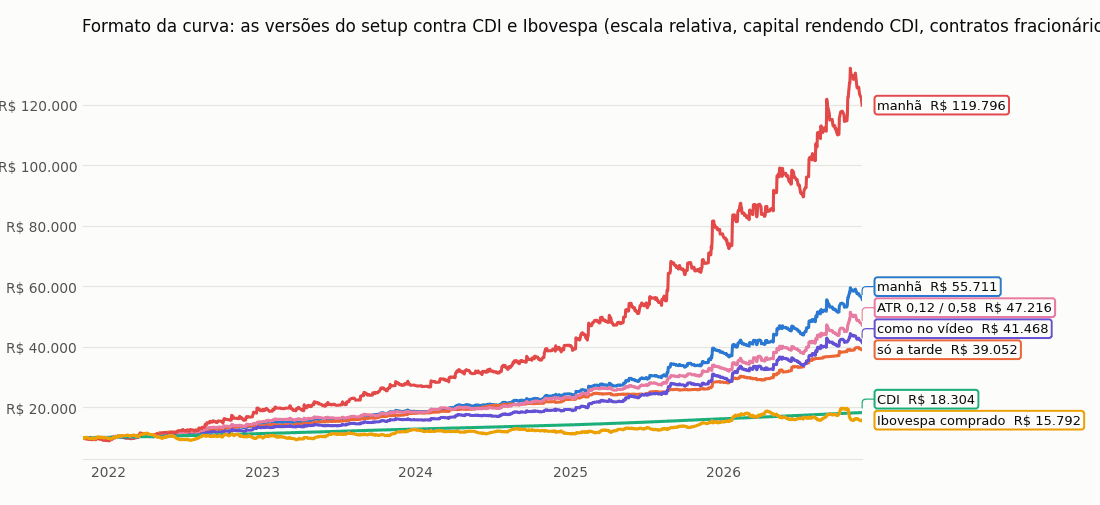 Formato da curva: as versões do setup contra CDI e Ibovespa (escala relativa, capital rendendo CDI, contratos fracionário
R$ 120.000
R$ 100.000
R$ 80.000
R$ 60.000
R$ 40.000
R$ 20.000
manhã R$ 119.796
manhã R$ 55.711
ATR 0,12 / 0,58 R$ 47.216
como no vídeo R$ 41.468
só a tarde R$ 39.052
CDI R$ 18.304
Ibovespa comprado R$ 15.792
2022 2023 2024 2025 2026